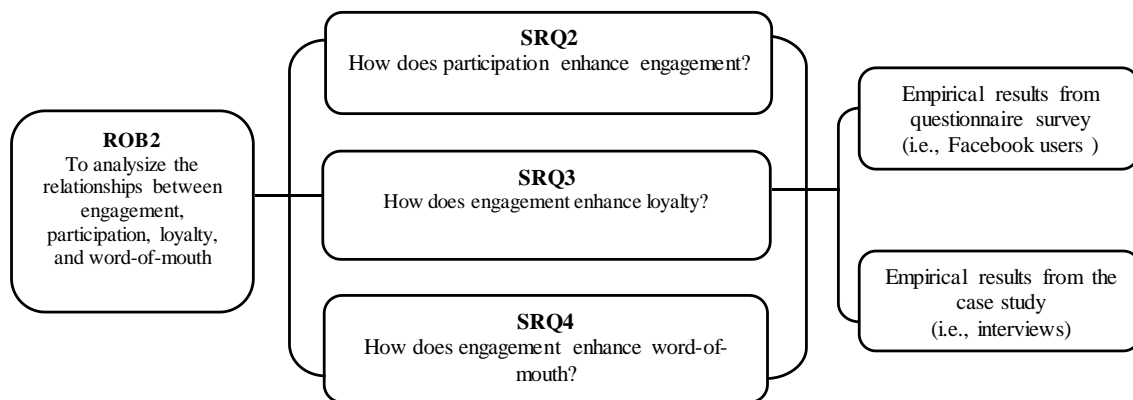 ROB2
To analysize the
relationships between
engagement,
participation, loyalty,
and word-of-mouth
SRQ2
How does participation enhance engagement?
SRQ3
How does engagement enhance loyalty?
SRQ4
How does engagement enhance word-of-
mouth?
Empirical results from
questionnaire survey
(i.e., Facebook users )
Empirical results from the
case study
(i.e., interviews)